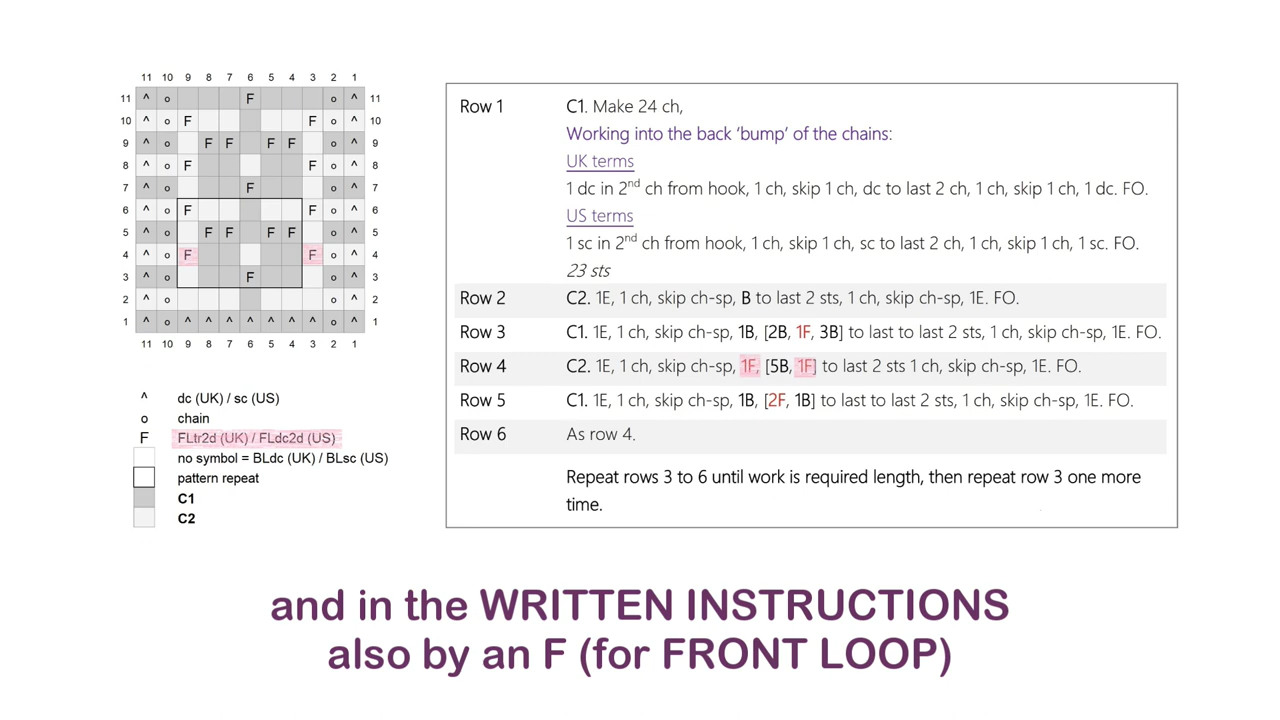 11 10 9 8 7 6 5 4 3 2 1
11 ^ o F o ^ 11
10 ^ o F F o ^ 10
9 ^ o F F F F o ^ 9
8 ^ o F F o ^ 8
7 ^ o F o ^ 7
6 ^ o F F o ^ 6
5 ^ o F F F F o ^ 5
4 ^ o F F o ^ 4
3 ^ o F o ^ 3
2 ^ o o ^ 2
1 ^ ^ ^ ^ ^ ^ ^ ^ ^ ^ ^ 1
11 10 9 8 7 6 5 4 3 2 1
^ dc (UK) / sc (US)
o chain
F FLtr2d (UK) / FLdc2d (US)
no symbol = BLdc (UK) / BLsc (US)
pattern repeat
C1
C2
Row 1 C1. Make 24 ch,
Working into the back ‘bump’ of the chains:
UK terms
1 dc in 2nd ch from hook, 1 ch, skip 1 ch, dc to last 2 ch, 1 ch, skip 1 ch, 1 dc. FO.
US terms
1 sc in 2nd ch from hook, 1 ch, skip 1 ch, sc to last 2 ch, 1 ch, skip 1 ch, 1 sc. FO.
23 sts
Row 2 C2. 1E, 1 ch, skip ch-sp, B to last 2 sts, 1 ch, skip ch-sp, 1E. FO.
Row 3 C1. 1E, 1 ch, skip ch-sp, 1B, [2B, 1F, 3B] to last to last 2 sts, 1 ch, skip ch-sp, 1E. FO.
Row 4 C2. 1E, 1 ch, skip ch-sp, 1F, [5B, 1F] to last 2 sts 1 ch, skip ch-sp, 1E. FO.
Row 5 C1. 1E, 1 ch, skip ch-sp, 1B, [2F, 1B] to last to last 2 sts, 1 ch, skip ch-sp, 1E. FO.
Row 6 As row 4.
Repeat rows 3 to 6 until work is required length, then repeat row 3 one more
time.
and in the WRITTEN INSTRUCTIONS
also by an F (for FRONT LOOP)